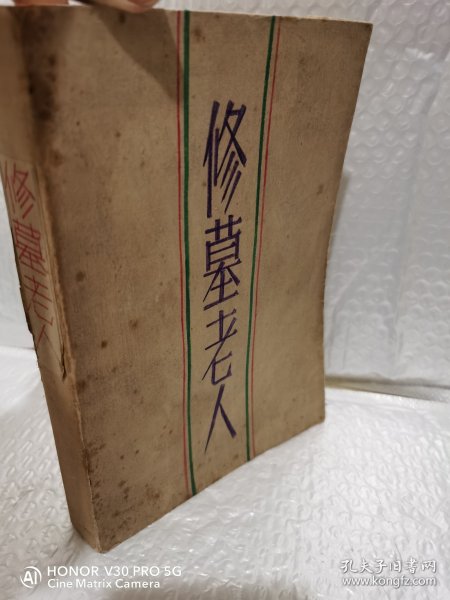 修墓老人
修墓老人
AI HONOR V30 PRO 5G
Cine Matrix Camera
孔夫子旧书网
www.kongfz.com